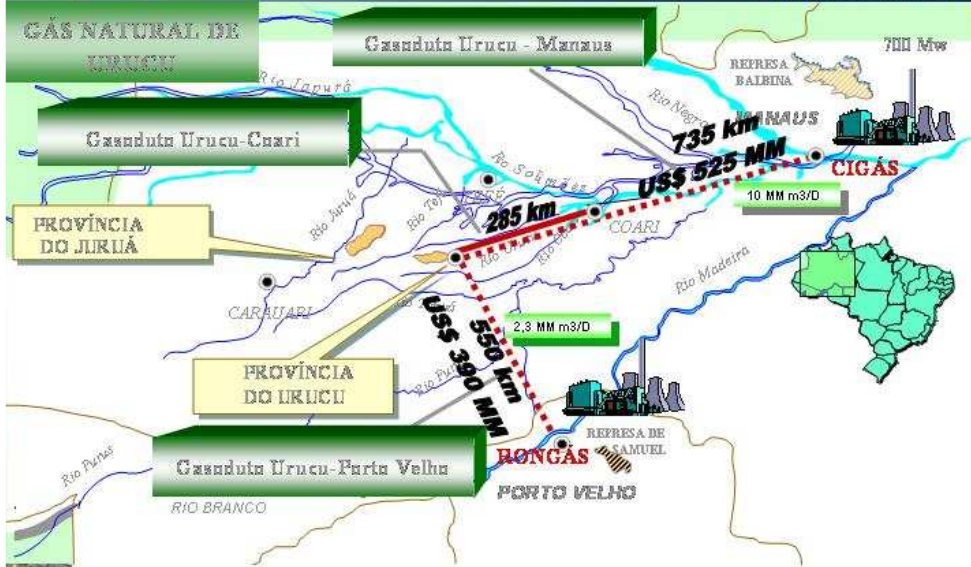 GÁS NATURAL DE
URUCU
Gasoduto Urucu - Manaus
700 Mw
REPRESA
BALBINA
Rio Japurá
Rio Negro
MANAUS
Gasoduto Urucu-Coari
735 km
US$ 525 MM
CIGÁS
Rio Juruá
285 km
10 MM m3/D
PROVÍNCIA
DO JURUÁ
COARI
Rio Madeira
CARAUARI
550 km
US$ 390 MM
2,3 MM m3/D
PROVÍNCIA
DO URUCU
REPRESA DE
SAMUEL
Gasoduto Urucu-Porto Velho
RONGÁS
Rio Purus
PORTO VELHO
RIO BRANCO